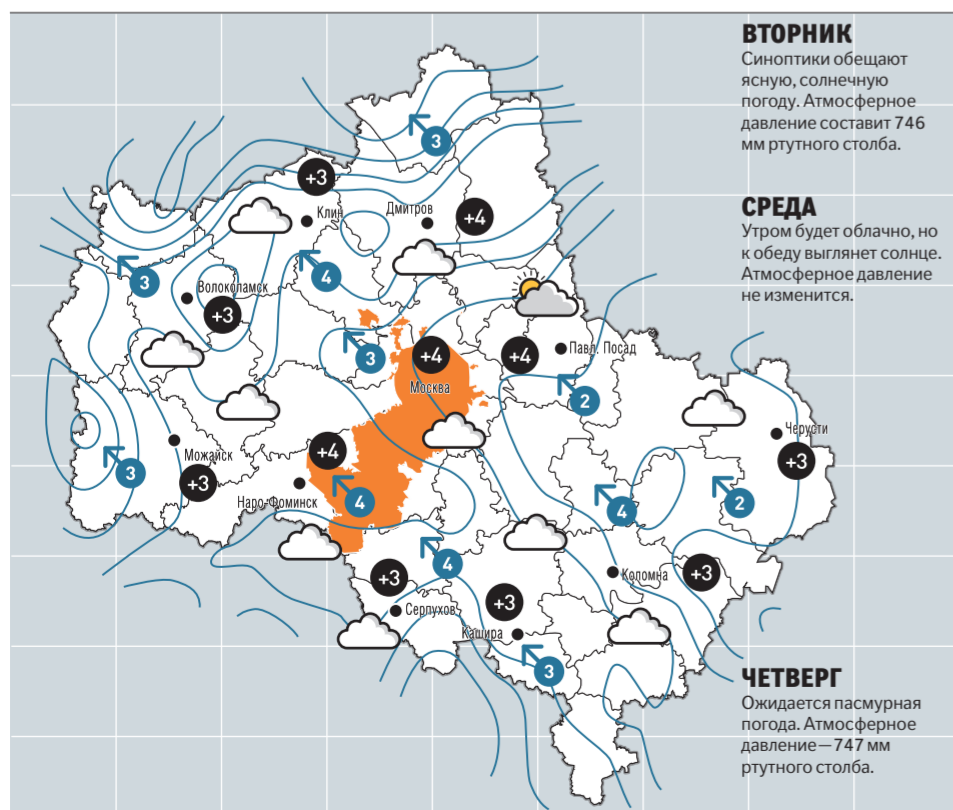 ВТОРНИК
Синоптики обещают
ясную, солнечную
погоду. Атмосферное
давление составит 746
мм ртутного столба.
СРЕДА
Утром будет облачно, но
к обеду выглянет солнце.
Атмосферное давление
не изменится.
ЧЕТВЕРГ
Ожидается пасмурная
погода. Атмосферное
давление—747 мм
ртутного столба.
3
+3
Клин
Дмитров
+4
3
4
Волоколамск
+3
3
+4
Москва
+4
Павл. Посад
2
Черусти
+3
Можайск
3
+3
+4
Наро-Фоминск
4
4
2
4
+3
Серпухов
+3
Кашира
3
Коломна
+3